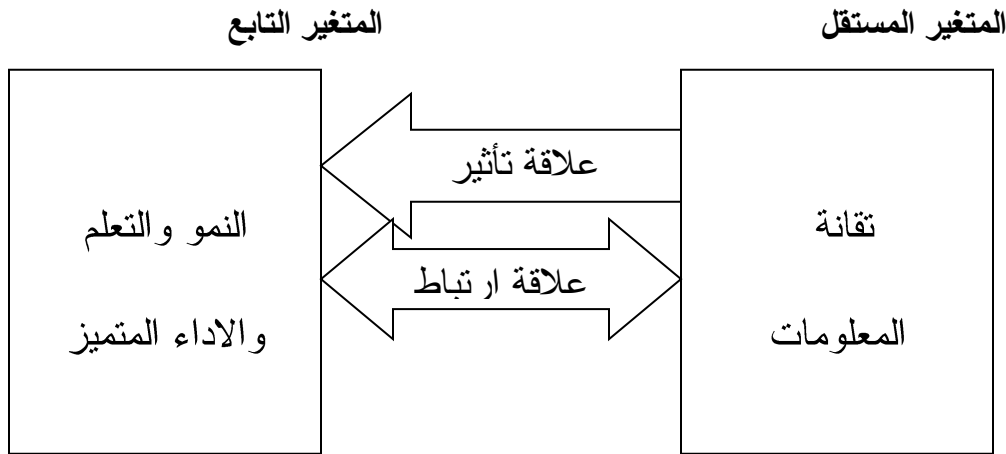 المتغير المستقل
المتغير التابع
علاقة تأثير
تقانة
النمو والتعلم
علاقة ارتباط
المعلومات
والاداء المتميز